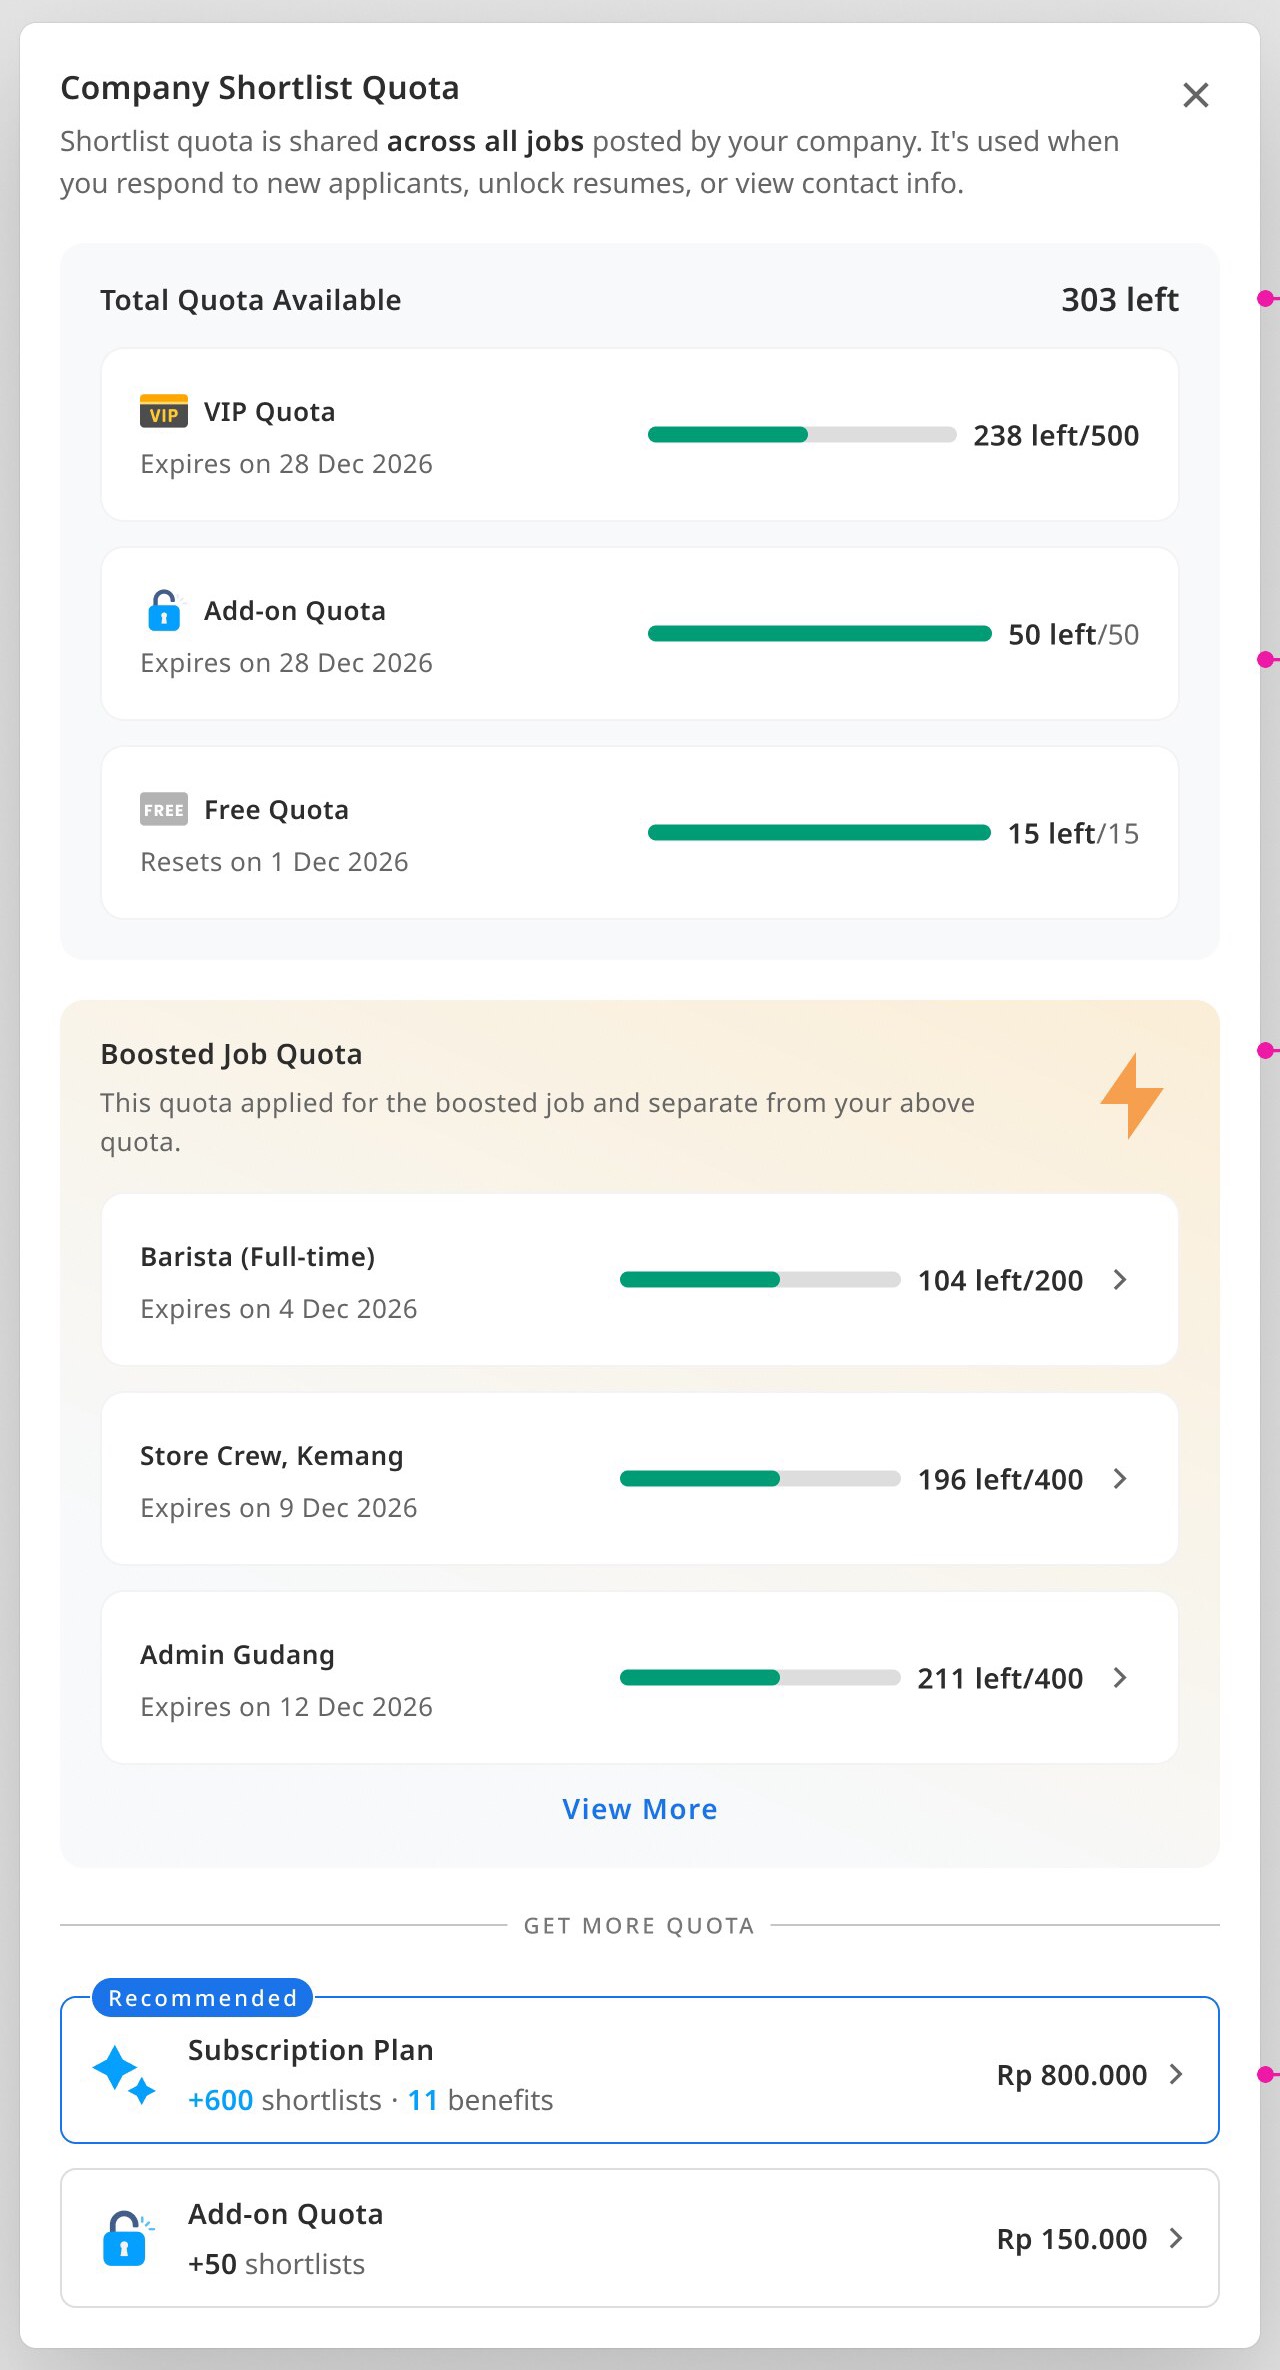 Company Shortlist Quota
Shortlist quota is shared across all jobs posted by your company. It's used when
you respond to new applicants, unlock resumes, or view contact info.
Total Quota Available
303 left
VIP
VIP Quota
238 left/500
Expires on 28 Dec 2026
Add-on Quota
50 left/50
Expires on 28 Dec 2026
FREE
Free Quota
15 left/15
Resets on 1 Dec 2026
Boosted Job Quota
This quota applied for the boosted job and separate from your above
quota.
Barista (Full-time)
104 left/200
Expires on 4 Dec 2026
Store Crew, Kemang
196 left/400
Expires on 9 Dec 2026
Admin Gudang
211 left/400
Expires on 12 Dec 2026
View More
GET MORE QUOTA
Recommended
Subscription Plan
Rp 800.000
+600 shortlists · 11 benefits
Add-on Quota
Rp 150.000
+50 shortlists